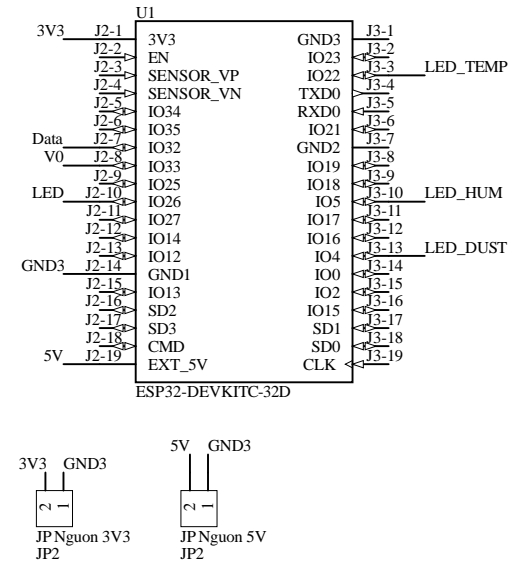 U1
3V3 J2-1 3V3 GND3 J3-1
J2-2 EN IO23 J3-2
J2-3 SENSOR_VP IO22 J3-3 LED_TEMP
J2-4 SENSOR_VN TXD0 J3-4
J2-5 IO34 RXD0 J3-5
J2-6 IO35 IO21 J3-6
Data J2-7 IO32 GND2 J3-7
V0 J2-8 IO33 IO19 J3-8
J2-9 IO25 IO18 J3-9
LED J2-10 IO26 IO5 J3-10 LED_HUM
J2-11 IO27 IO17 J3-11
J2-12 IO14 IO16 J3-12
J2-13 IO12 IO4 J3-13 LED_DUST
GND3 J2-14 GND1 IO0 J3-14
J2-15 IO13 IO2 J3-15
J2-16 SD2 IO15 J3-16
J2-17 SD3 SD1 J3-17
J2-18 CMD SD0 J3-18
5V J2-19 EXT_5V CLK J3-19
ESP32-DEVKITC-32D
3V3 GND3
2 1
JP Nguon 3V3
JP2
5V GND3
2 1
JP Nguon 5V
JP2